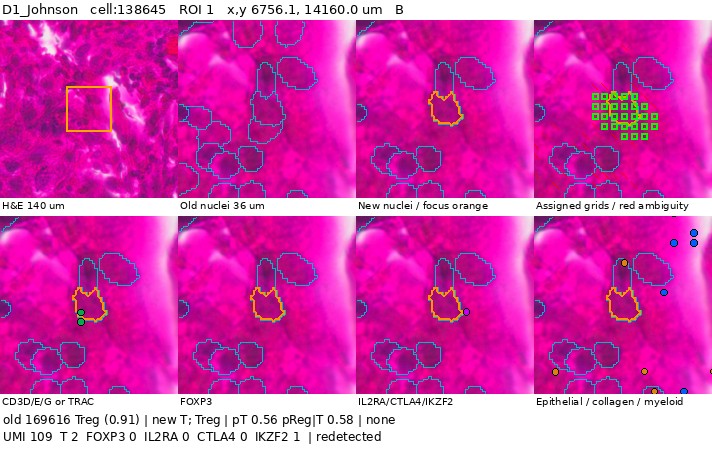 D1_Johnson cell:138645 ROI 1 x,y 6756.1, 14160.0 um B
H&E 140 um
Old nuclei 36 um
New nuclei / focus orange
Assigned grids / red ambiguity
CD3D/E/G or TRAC
FOXP3
IL2RA/CTLA4/IKZF2
Epithelial / collagen / myeloid
old 169616 Treg (0.91) | new T; Treg | pT 0.56 pReg|T 0.58 | none
UMI 109 T 2 FOXP3 0 IL2RA 0 CTLA4 0 IKZF2 1 | redetected